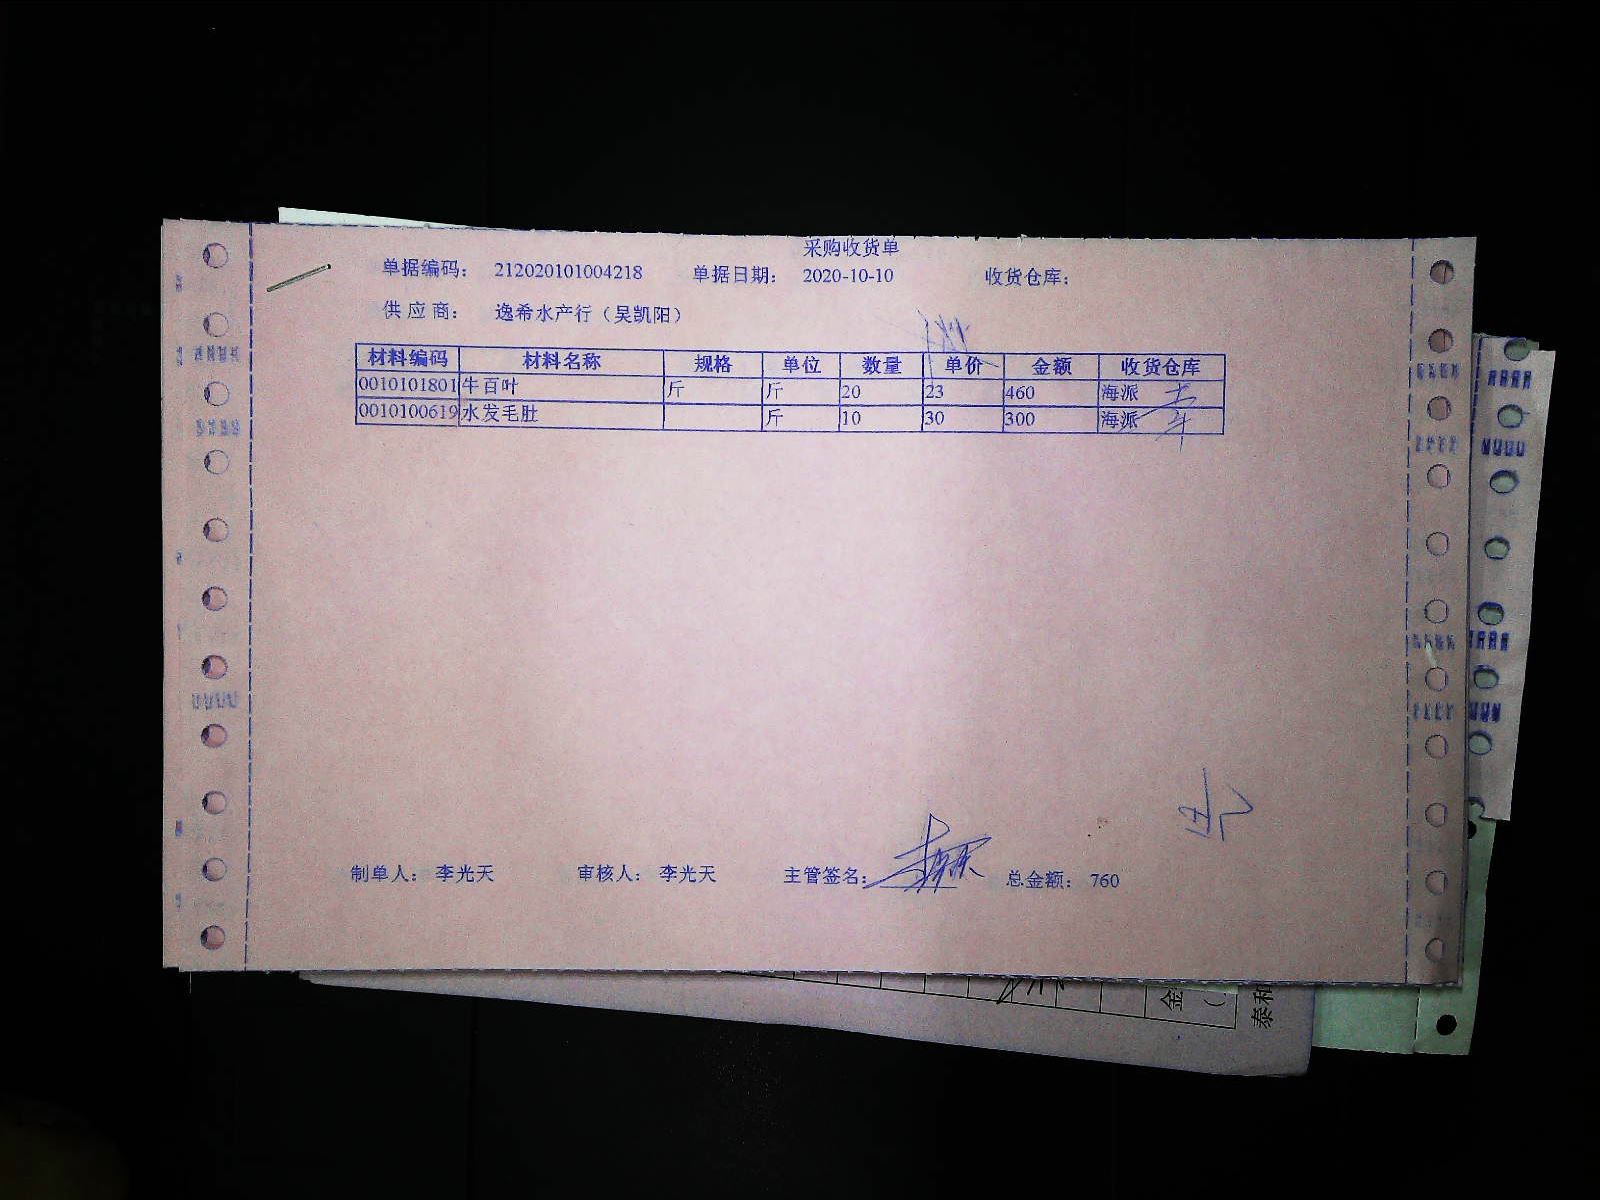 采购收货单
单据编码： 212020101004218 单据日期： 2020-10-10 收货仓库：
供应商： 逸希水产行（吴凯阳）
材料编码 材料名称 规格 单位 数量 单价 金额 收货仓库
0010101801 牛百叶 斤 斤 20 23 460 海派
0010100619 水发毛肚 斤 10 30 300 海派
制单人： 李光天 审核人： 李光天 主管签名： 总金额： 760
金
泰和